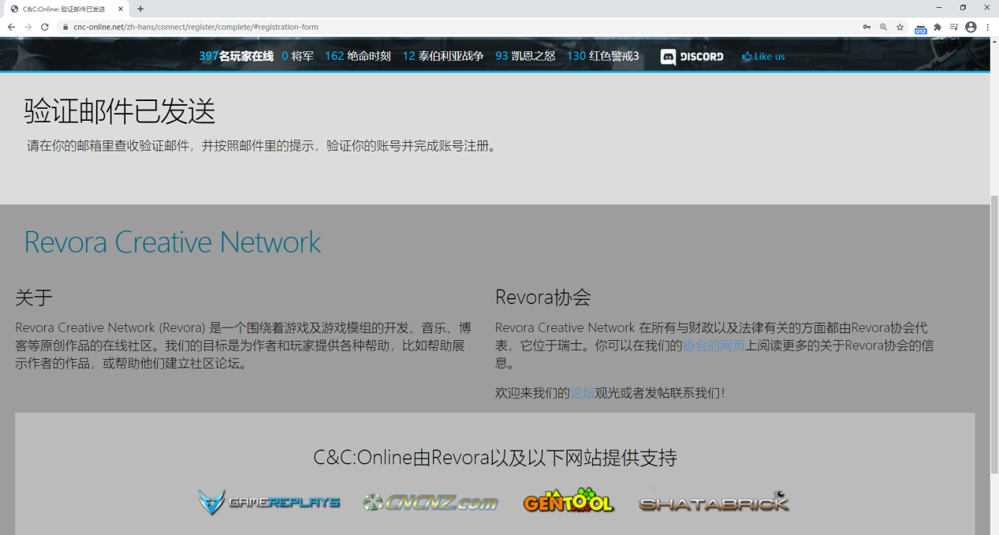 C&C:Online: 验证邮件已发送
cnc-online.net/zh-hans/connect/register/complete/#registration-form
012
397名玩家在线 0 将军 162 绝命时刻 12 泰伯利亚战争 93 凯恩之怒 130 红色警戒3 DISCORD Like us
验证邮件已发送
请在你的邮箱里查收验证邮件，并按照邮件里的提示，验证你的账号并完成账号注册。
Revora Creative Network
关于
Revora Creative Network (Revora) 是一个围绕着游戏及游戏模组的开发、音乐、博
客等原创作品的在线社区。我们的目标是为作者和玩家提供各种帮助，比如帮助展
示作者的作品，或帮助他们建立社区论坛。
Revora协会
Revora Creative Network 在所有与财政以及法律有关的方面都由Revora协会代
表，它位于瑞士。你可以在我们的协会的网页上阅读更多的关于Revora协会的信
息。
欢迎来我们的论坛观光或者发帖联系我们！
C&C:Online由Revora以及以下网站提供支持
GAMEREPLAYS CNCNZ.com GENTOOL SHATABRICK